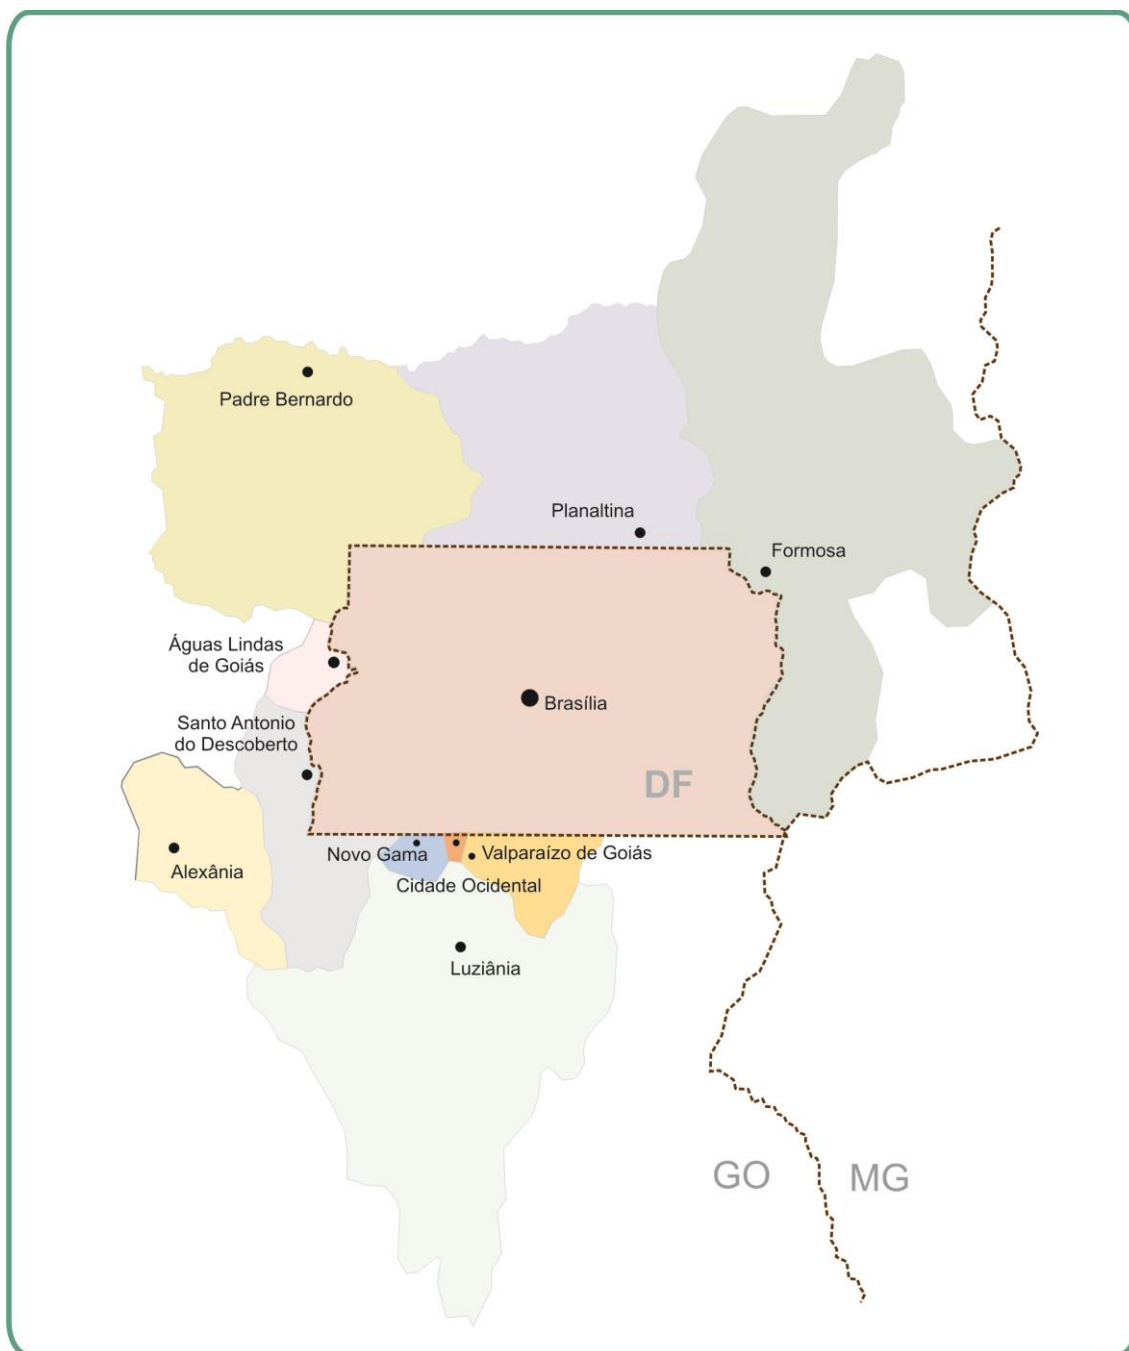 Padre Bernardo
Planaltina
Formosa
Águas Lindas
de Goiás
Brasília
Santo Antonio
do Descoberto
DF
Alexânia
Novo Gama
Valparaízo de Goiás
Cidade Ocidental
Luziânia
GO
MG